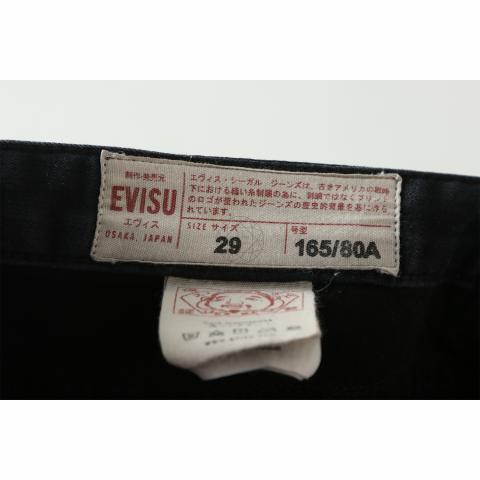 制作・発売元
EVISU
エヴィス
OSAKA, JAPAN
エヴィス・シーガル ジーンズは、古きアメリカの戦時
下における縫い糸制限の為に、刺繍ではなくプリント
のロゴが使われたジーンズの歴史的背景を基に作ら
れています。
SIZE サイズ
29
号型
165/80A